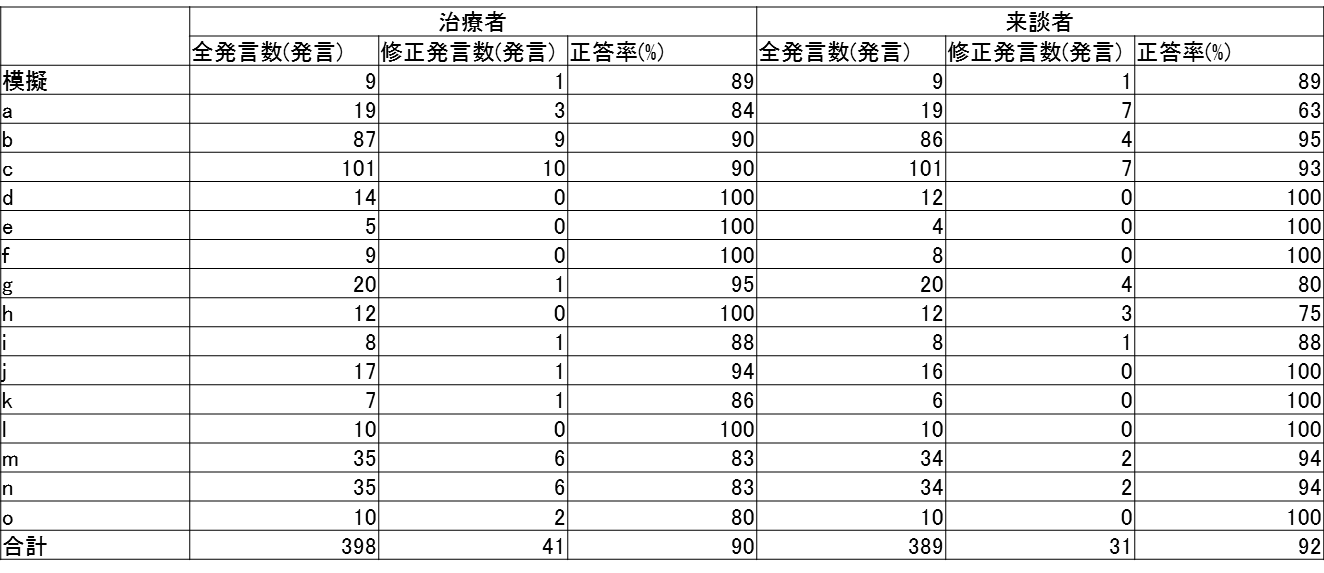 治療者 来談者
全発言数(発言) 修正発言数(発言) 正答率(%) 全発言数(発言) 修正発言数(発言) 正答率(%)
模擬 9 1 89 9 1 89
a 19 3 84 19 7 63
b 87 9 90 86 4 95
c 101 10 90 101 7 93
d 14 0 100 12 0 100
e 5 0 100 4 0 100
f 9 0 100 8 0 100
g 20 1 95 20 4 80
h 12 0 100 12 3 75
i 8 1 88 8 1 88
j 17 1 94 16 0 100
k 7 1 86 6 0 100
l 10 0 100 10 0 100
m 35 6 83 34 2 94
n 35 6 83 34 2 94
o 10 2 80 10 0 100
合計 398 41 90 389 31 92